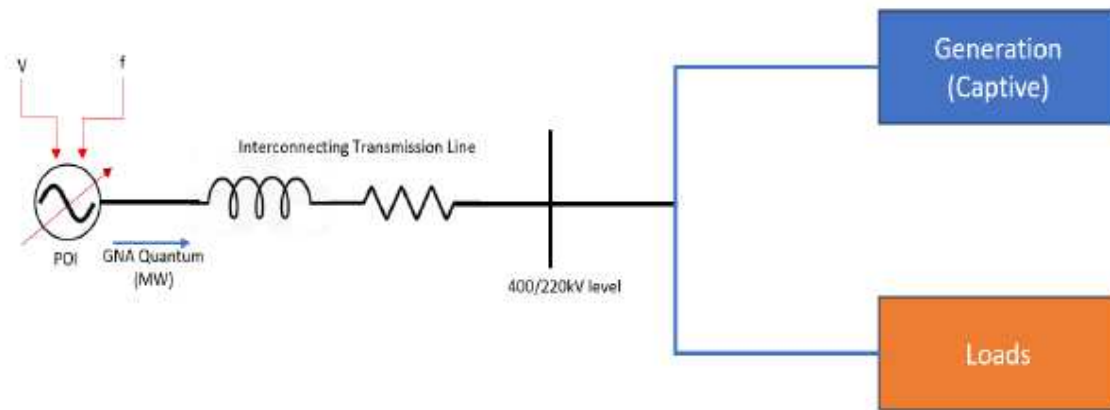 Generation
(Captive)
V
f
Interconnecting Transmission Line
POI
GNA Quantum
(MW)
400/220kV level
Loads